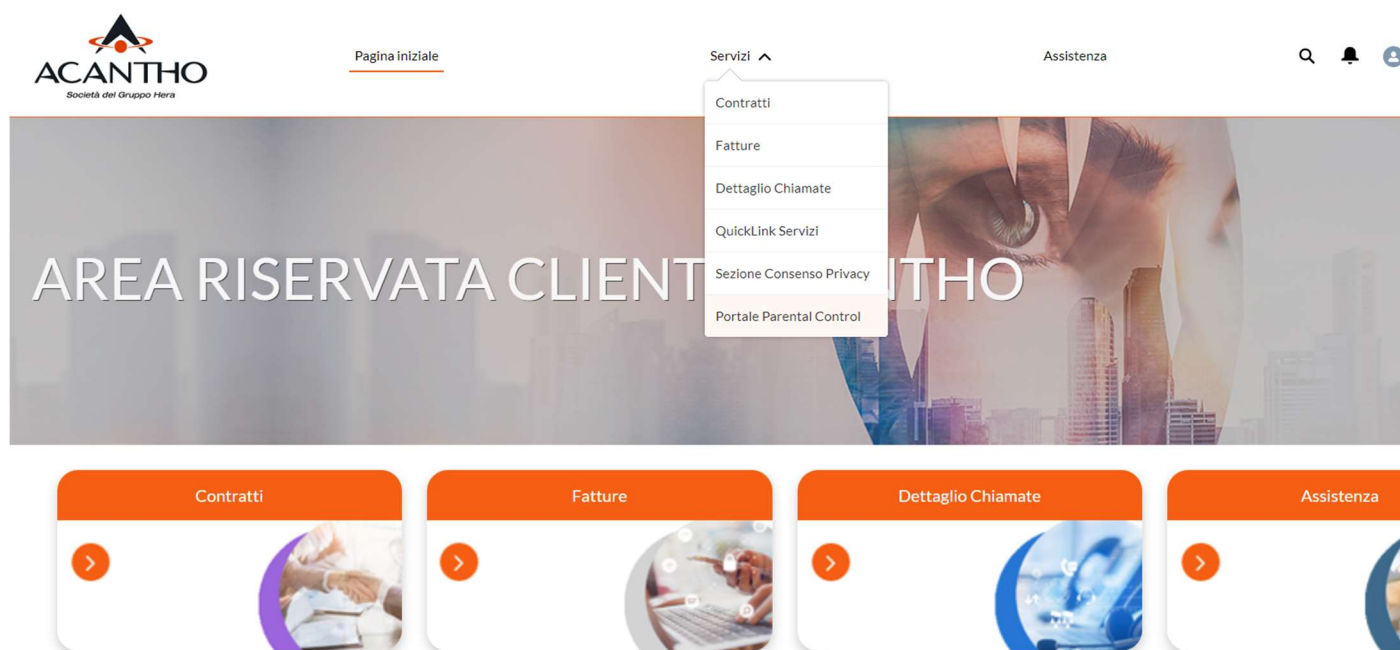 ACANTHO
Società del Gruppo Hera
Pagina iniziale
Servizi
Assistenza
Contratti
Fatture
Dettaglio Chiamate
QuickLink Servizi
Sezione Consenso Privacy
Portale Parental Control
AREA RISERVATA CLIENT NTHO
Contratti
Fatture
Dettaglio Chiamate
Assistenza